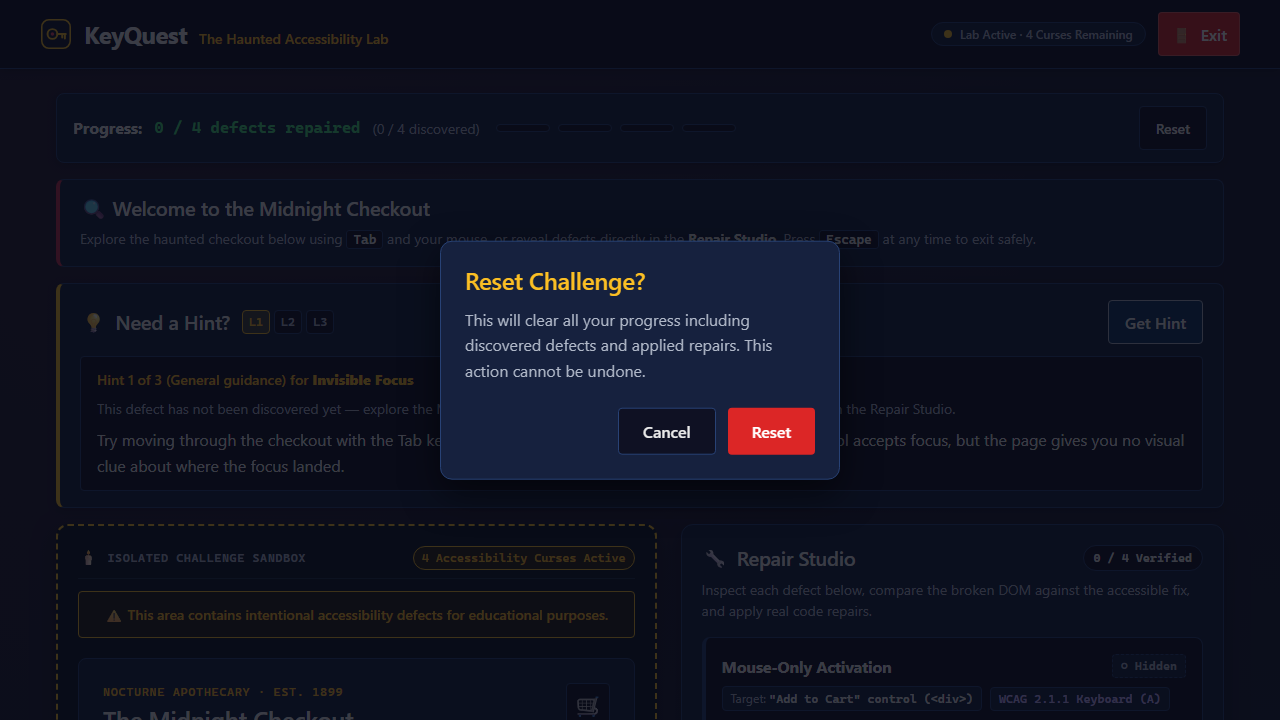 KeyQuest The Haunted Accessibility Lab
Lab Active · 4 Curses Remaining
Exit
Progress: 0 / 4 defects repaired (0 / 4 discovered)
Reset
Welcome to the Midnight Checkout
Explore the haunted checkout below using Tab and your mouse, or reveal defects directly in the Repair Studio. Press Escape at any time to exit safely.
Need a Hint? L1 L2 L3
Get Hint
Hint 1 of 3 (General guidance) for Invisible Focus
This defect has not been discovered yet — explore the
the Repair Studio.
Try moving through the checkout with the Tab
accepts focus, but the page gives you no visual
clue about where the focus landed.
Reset Challenge?
This will clear all your progress including
discovered defects and applied repairs. This
action cannot be undone.
Cancel
Reset
ISOLATED CHALLENGE SANDBOX
4 Accessibility Curses Active
This area contains intentional accessibility defects for educational purposes.
NOCTURNE APOTHECARY · EST. 1899
The Midnight Checkout
Repair Studio
0 / 4 Verified
Inspect each defect below, compare the broken DOM against the accessible fix,
and apply real code repairs.
Mouse-Only Activation
Hidden
Target: "Add to Cart" control (<div>)
WCAG 2.1.1 Keyboard (A)